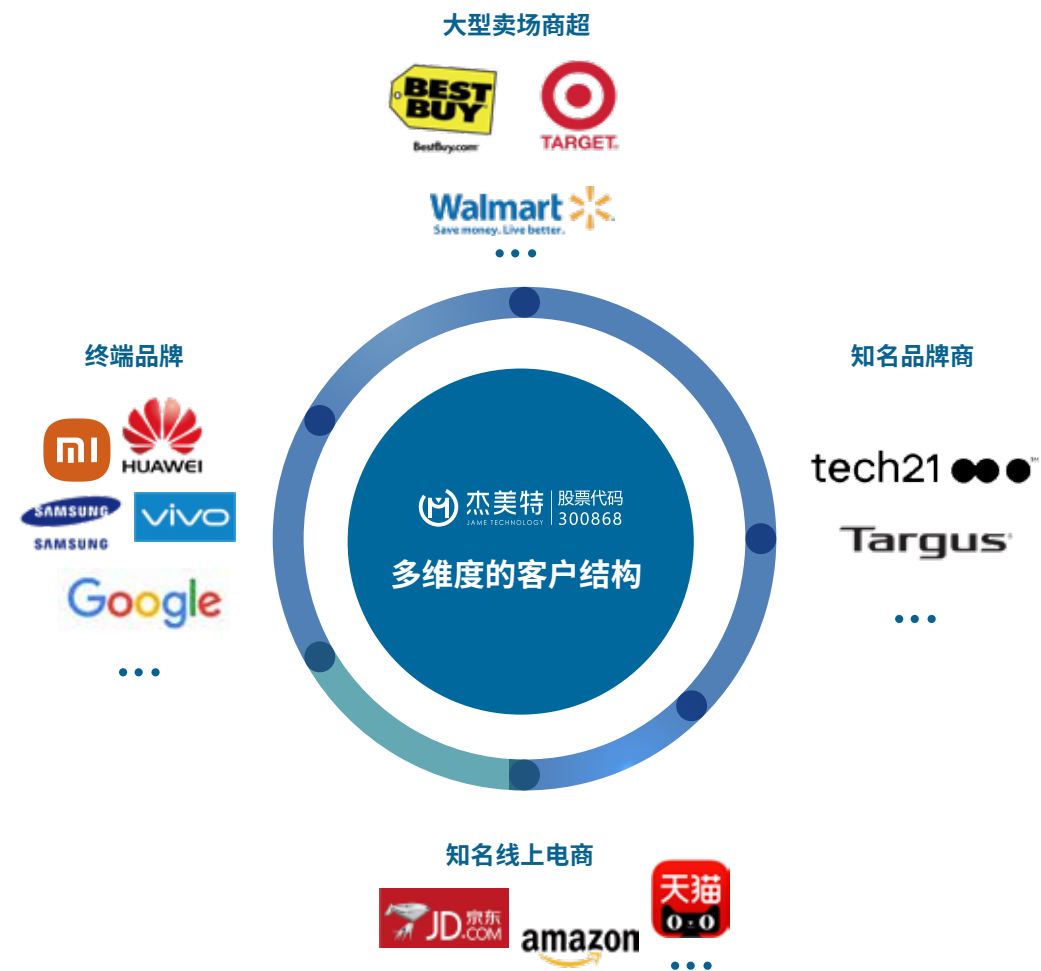 大型卖场商超
BEST
BUY
BestBuy.com
TARGET
Walmart
Save money. Live better.
终端品牌
mi
HUAWEI
SAMSUNG
SAMSUNG
vivo
Google
知名品牌商
tech21 TM
Targus®
杰美特
JAME TECHNOLOGY
股票代码
300868
多维度的客户结构
知名线上电商
JD.COM 京东
amazon
天猫